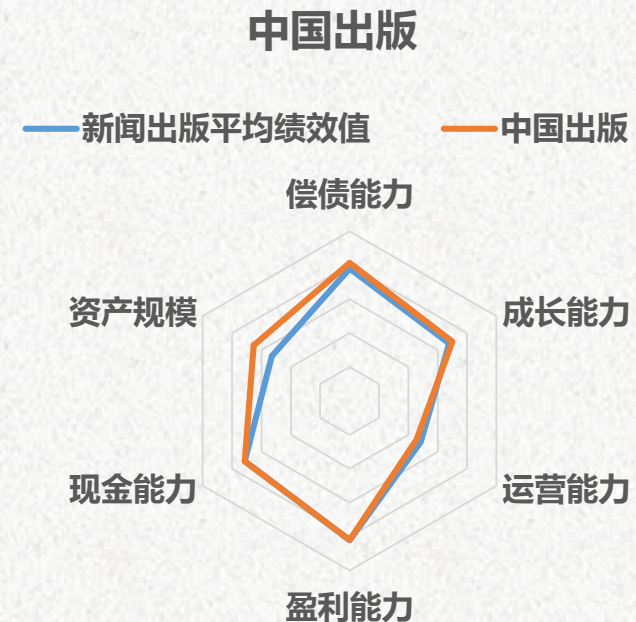 中国出版
新闻出版平均绩效值 中国出版
偿债能力
资产规模 成长能力
现金能力 运营能力
盈利能力